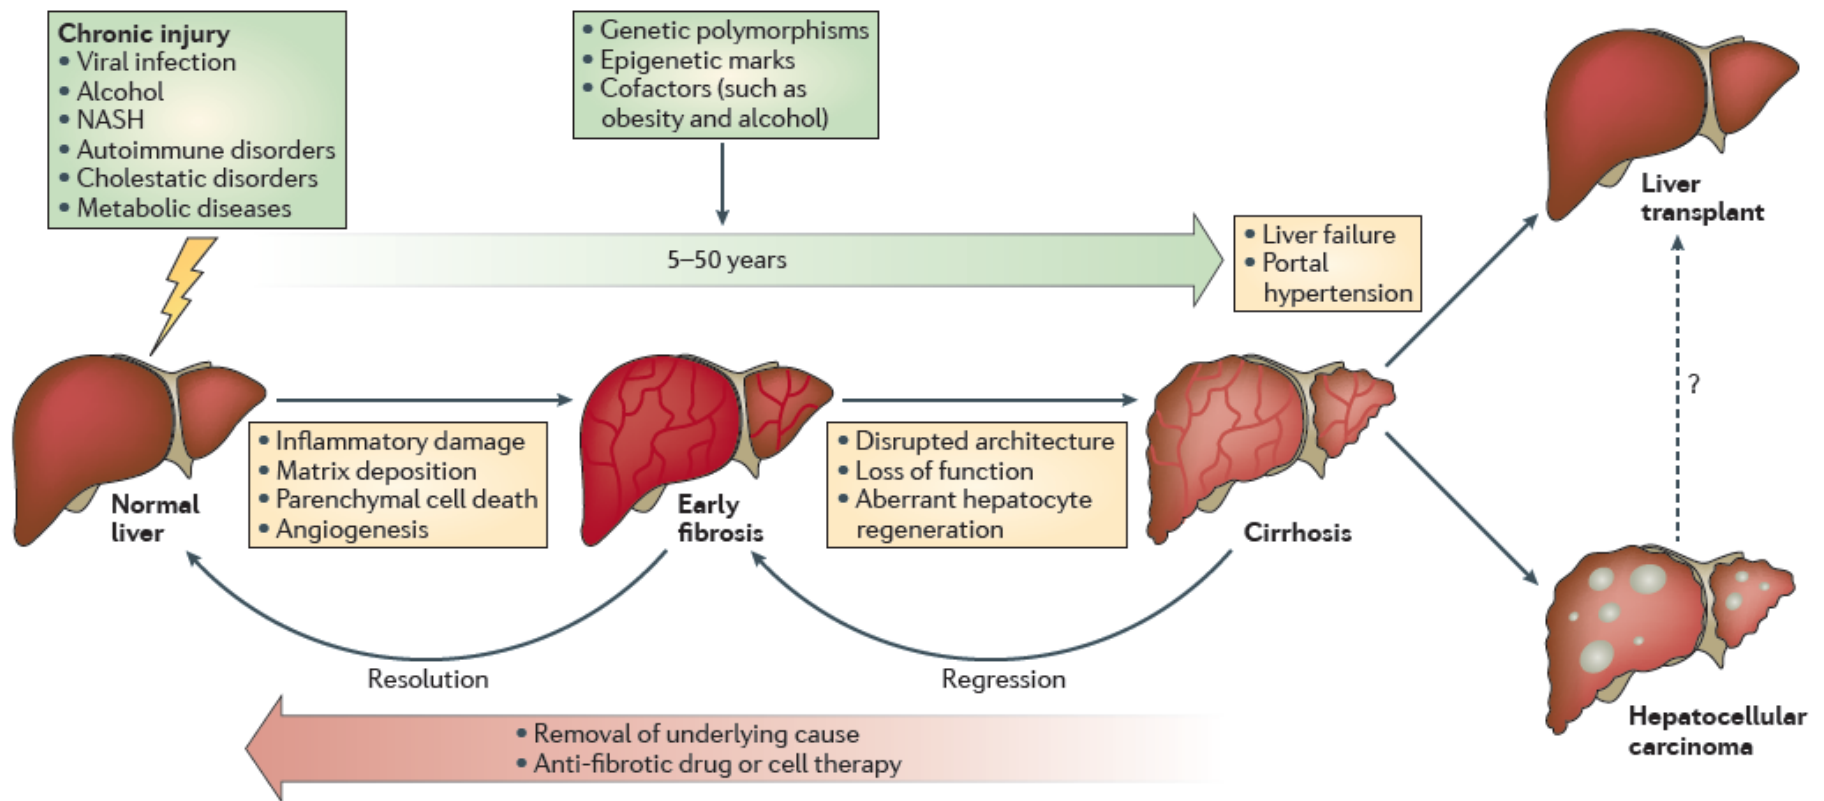 Chronic injury
• Viral infection
• Alcohol
• NASH
• Autoimmune disorders
• Cholestatic disorders
• Metabolic diseases
• Genetic polymorphisms
• Epigenetic marks
• Cofactors (such as
obesity and alcohol)
5–50 years
• Liver failure
• Portal
hypertension
Liver
transplant
?
Normal
liver
• Inflammatory damage
• Matrix deposition
• Parenchymal cell death
• Angiogenesis
Early
fibrosis
• Disrupted architecture
• Loss of function
• Aberrant hepatocyte
regeneration
Cirrhosis
Hepatocellular
carcinoma
Resolution
Regression
• Removal of underlying cause
• Anti-fibrotic drug or cell therapy